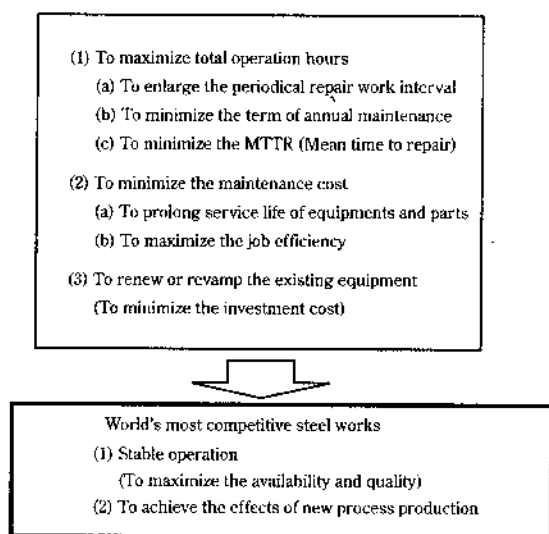 (1) To maximize total operation hours
(a) To enlarge the periodical repair work interval
(b) To minimize the term of annual maintenance
(c) To minimize the MTTR (Mean time to repair)
(2) To minimize the maintenance cost
(a) To prolong service life of equipments and parts
(b) To maximize the job efficiency
(3) To renew or revamp the existing equipment
(To minimize the investment cost)
World's most competitive steel works
(1) Stable operation
(To maximize the availability and quality)
(2) To achieve the effects of new process production